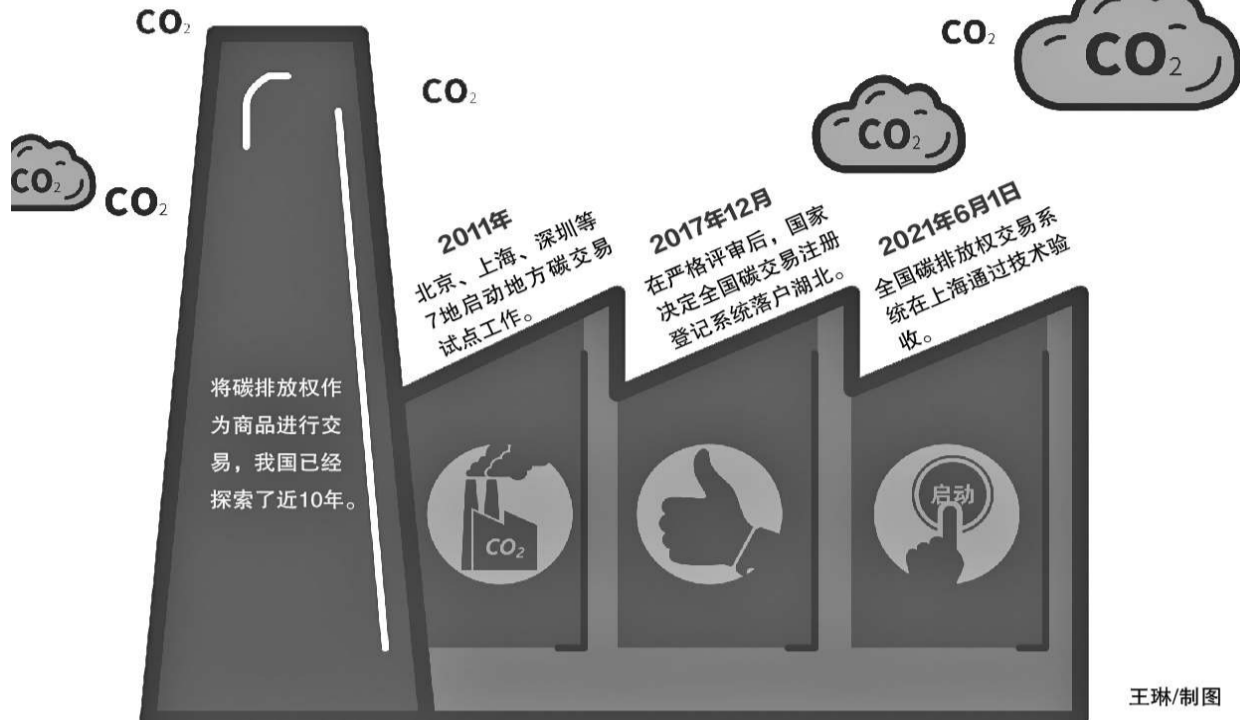 CO₂
CO₂
CO₂
CO₂
CO₂
CO₂
CO₂
2011年
北京、上海、深圳等
7地启动地方碳交易
试点工作。
2017年12月
在严格评审后，国家
决定全国碳交易注册
登记系统落户湖北。
2021年6月1日
全国碳排放权交易系
统在上海通过技术验
收。
将碳排放权作
为商品进行交
易，我国已经
探索了近10年。
CO₂
启动
王琳/制图